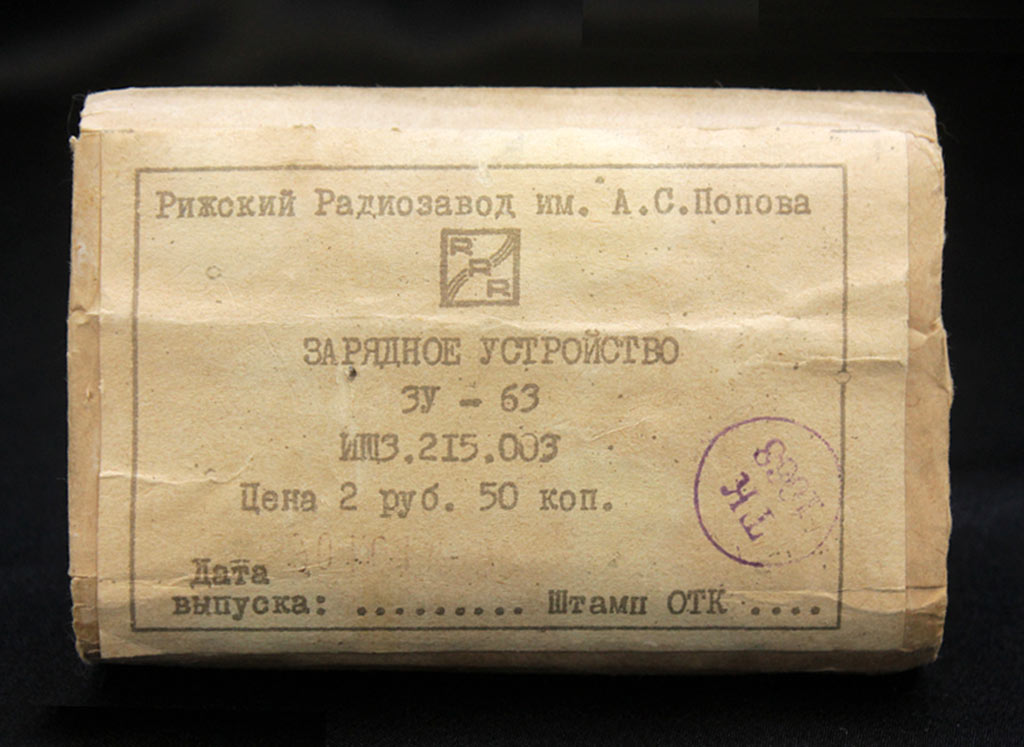 Рижский Радиозавод им. А.С.Попова
RRR
ЗАРЯДНОЕ УСТРОЙСТВО
ЗУ - 63
ИШ3.215.003
Цена 2 руб. 50 коп.
Дата
выпуска: ......... Штамп ОТК ....